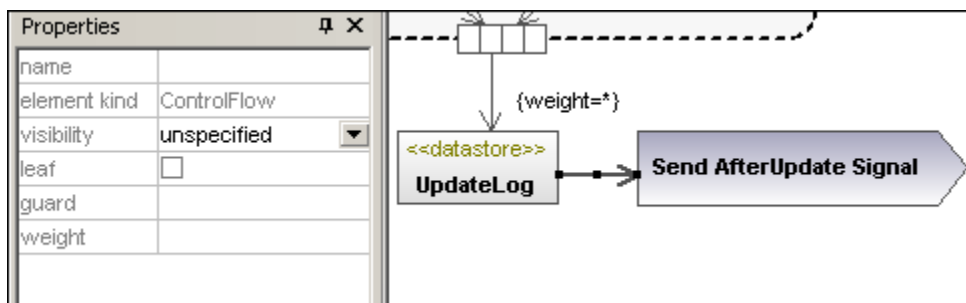 Properties
name
element kind ControlFlow
visibility unspecified
leaf
guard
weight
{weight=*}
<<datastore>>
UpdateLog
Send AfterUpdate Signal